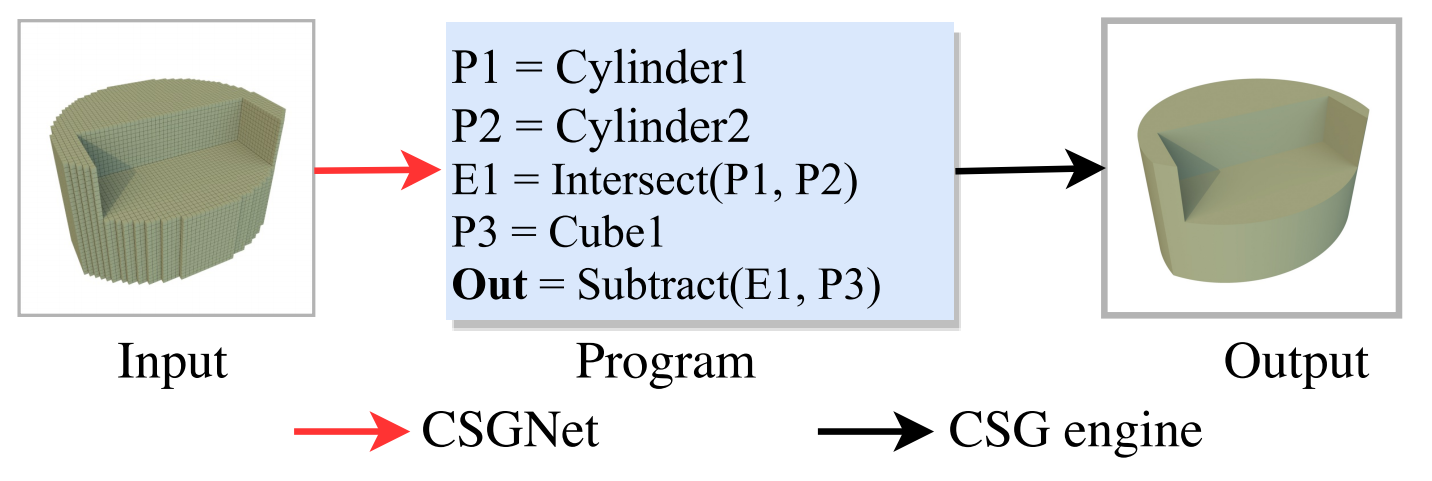 P1 = Cylinder1
P2 = Cylinder2
E1 = Intersect(P1, P2)
P3 = Cube1
Out = Subtract(E1, P3)
Input
Program
Output
CSGNet
CSG engine